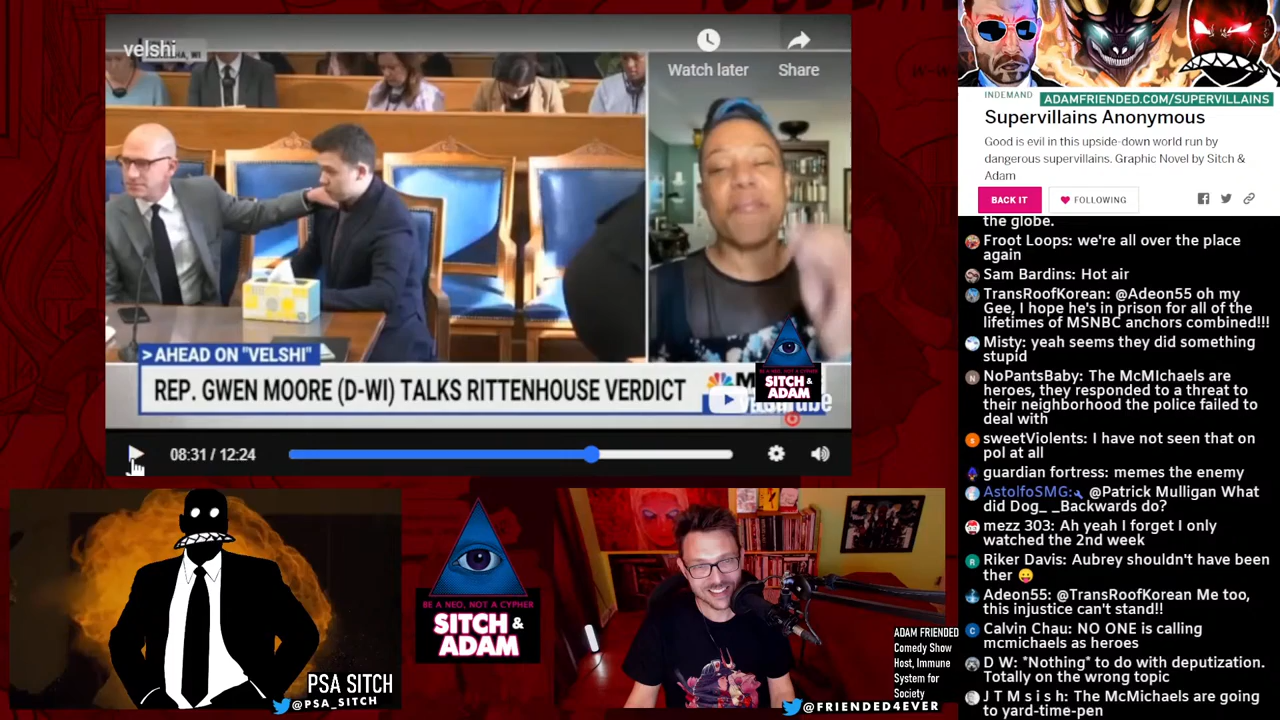 velshi
Watch later
Share
> AHEAD ON "VELSHI"
REP. GWEN MOORE (D-WI) TALKS RITTENHOUSE VERDICT
BE A NEO, NOT A CYPHER
SITCH &
ADAM
08:31 / 12:24
PSA SITCH
@PSA_SITCH
BE A NEO, NOT A CYPHER
SITCH &
ADAM
ADAM FRIENDED
Comedy Show
Host, Immune
System for
Society
@FRIENDED4EVER
INDEMAND
ADAMFRIENDED.COM/SUPERVILLAINS
Supervillains Anonymous
Good is evil in this upside-down world run by
dangerous supervillains. Graphic Novel by Sitch &
Adam
BACK IT
FOLLOWING
the globe.
Froot Loops: we're all over the place
again
Sam Bardins: Hot air
TransRoofKorean: @Adeon55 oh my
Gee, I hope he's in prison for all of the
lifetimes of MSNBC anchors combined!!!
Misty: yeah seems they did something
stupid
NoPantsBaby: The McMIchaels are
heroes, they responded to a threat to
their neighborhood the police failed to
deal with
sweetViolents: I have not seen that on
pol at all
guardian fortress: memes the enemy
AstolfoSMG: @Patrick Mulligan What
did Dog_ _Backwards do?
mezz 303: Ah yeah I forget I only
watched the 2nd week
Riker Davis: Aubrey shouldn't have been
ther 😛
Adeon55: @TransRoofKorean Me too,
this injustice can't stand!!
Calvin Chau: NO ONE is calling
mcmichaels as heroes
D W: *Nothing* to do with deputization.
Totally on the wrong topic
J T M s i s h: The McMichaels are going
to yard-time-pen